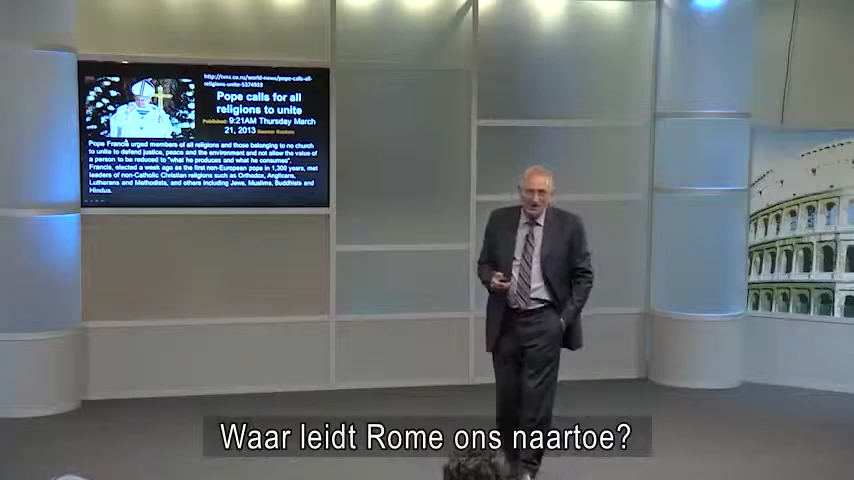 http://tvnz.co.nz/world-news/pope-calls-all-
religions-unite-5374919
Pope calls for all
religions to unite
Published: 9:21AM Thursday March
21, 2013 Source: Reuters
Pope Francis urged members of all religions and those belonging to no church
to unite to defend justice, peace and the environment and not allow the value of
a person to be reduced to "what he produces and what he consumes".
Francis, elected a week ago as the first non-European pope in 1,300 years, met
leaders of non-Catholic Christian religions such as Orthodox, Anglicans,
Lutherans and Methodists, and others including Jews, Muslims, Buddhists and
Hindus.
Waar leidt Rome ons naartoe?